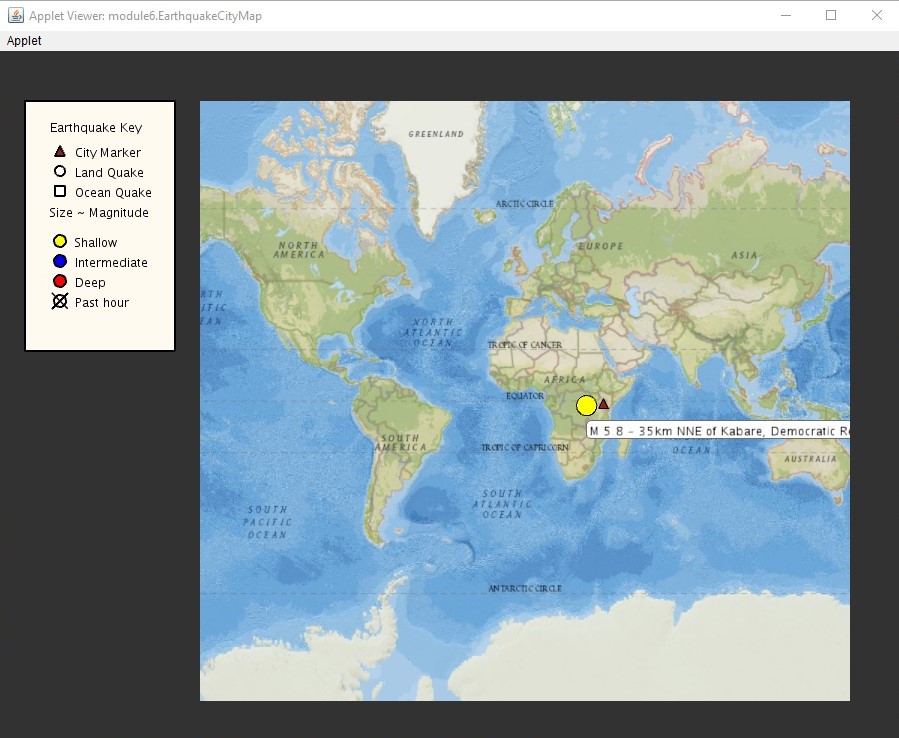 Applet Viewer: module6.EarthquakeCityMap
Applet
Earthquake Key
City Marker
Land Quake
Ocean Quake
Size ~ Magnitude
Shallow
Intermediate
Deep
Past hour
GREENLAND
ARCTIC CIRCLE
NORTH
AMERICA
EUROPE
ASIA
NORTH
ATLANTIC
OCEAN
TROPIC OF CANCER
AFRICA
EQUATOR
M 5 8 - 35km NNE of Kabare, Democratic Re
SOUTH
AMERICA
TROPIC OF CAPRICORN
OCEAN
AUSTRALIA
SOUTH
PACIFIC
OCEAN
SOUTH
ATLANTIC
OCEAN
ANTARCTIC CIRCLE